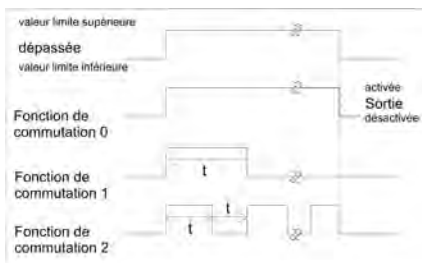 valeur limite supérieure
dépassée
valeur limite inférieure
activée
Sortie
désactivée
Fonction de
commutation 0
Fonction de
commutation 1
t
Fonction de
commutation 2
t
t